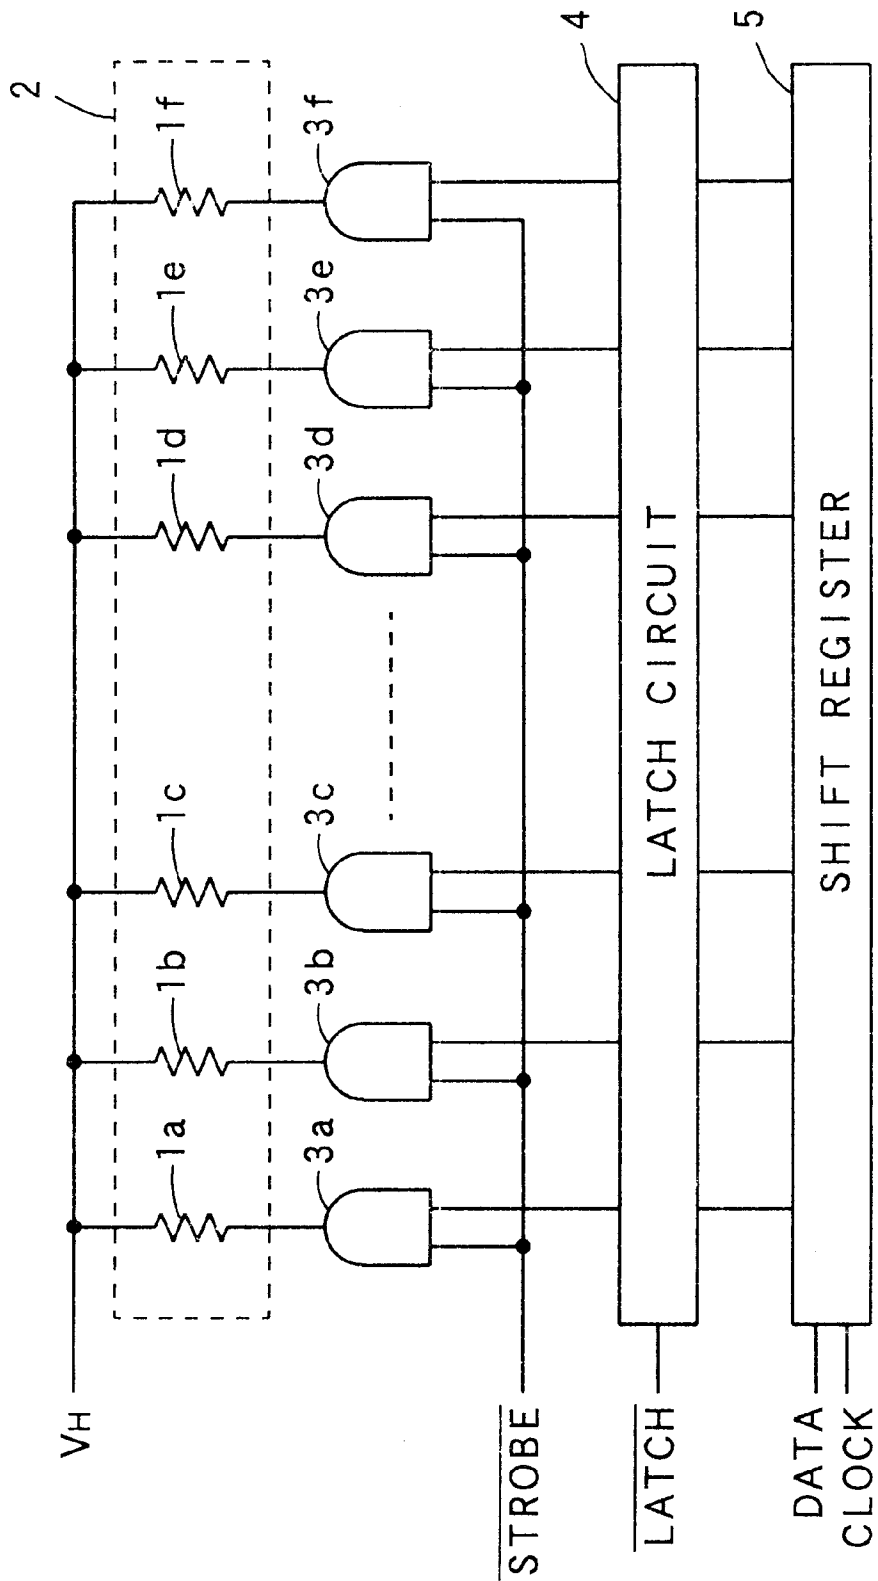 2
1a
1b
1c
1d
1e
1f
VH
3a
3b
3c
3d
3e
3f
STROBE
4
LATCH
LATCH CIRCUIT
5
DATA
CLOCK
SHIFT REGISTER